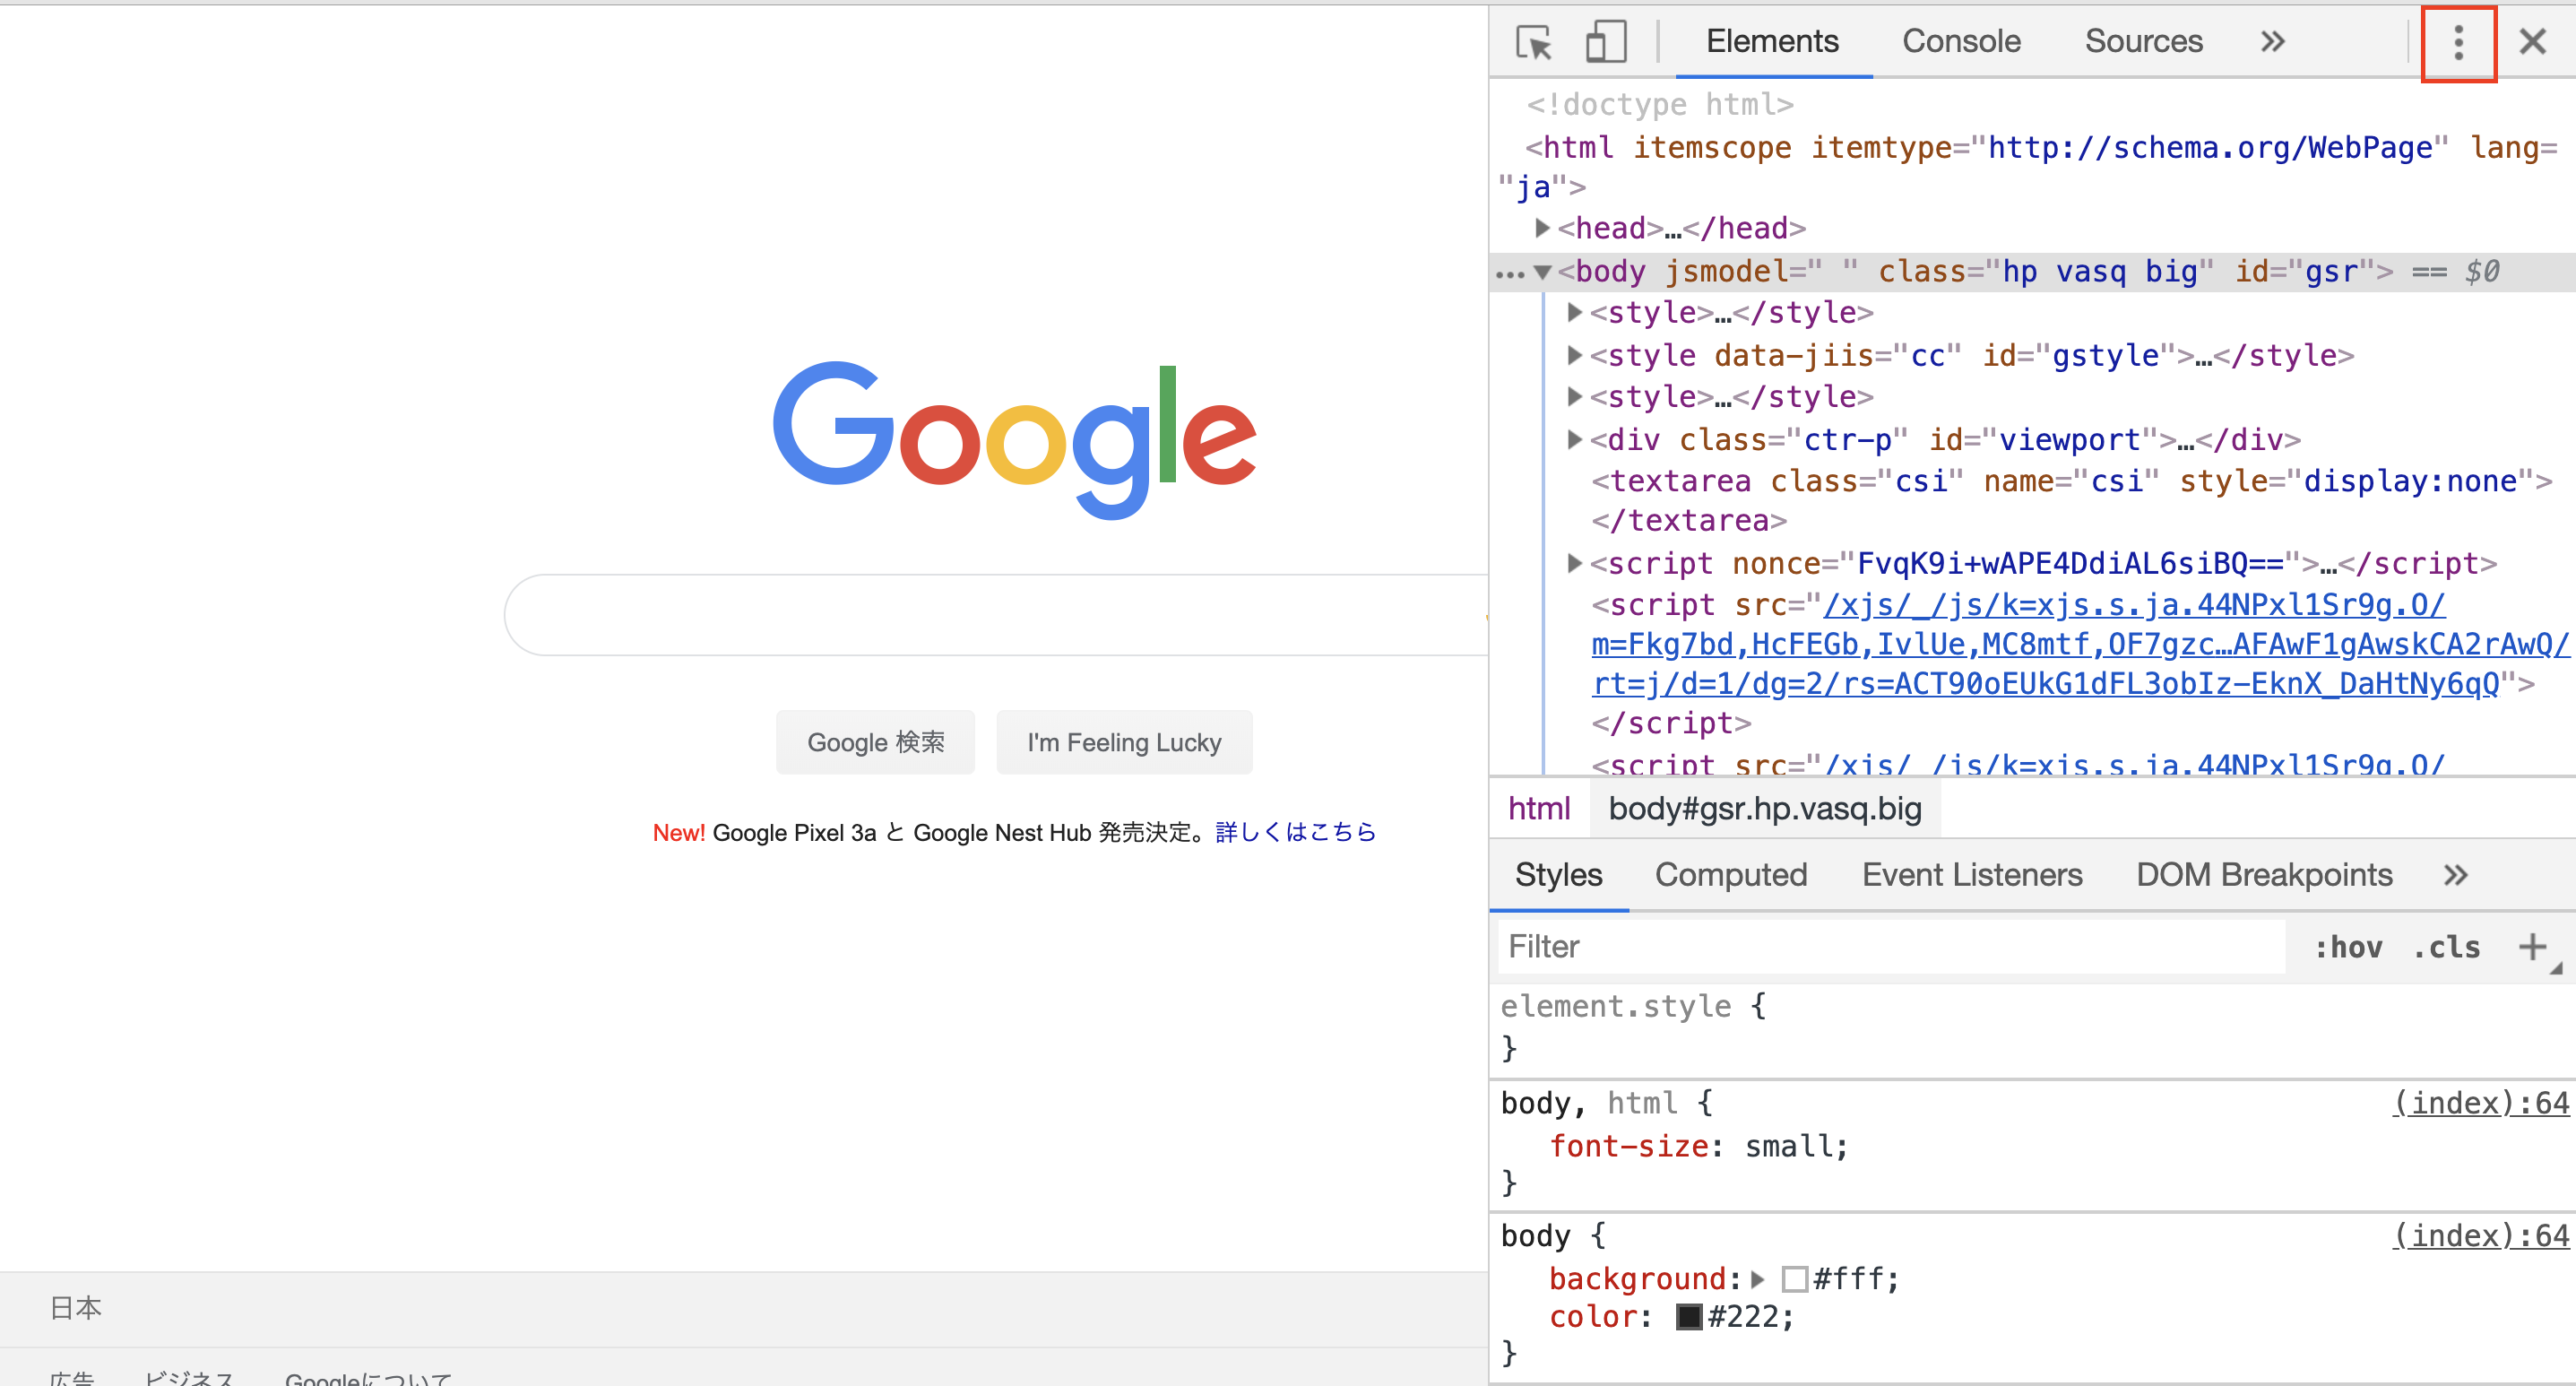 Google
Google 検索
I'm Feeling Lucky
New! Google Pixel 3a と Google Nest Hub 発売決定。詳しくはこちら
日本
広告 ビジネス Googleについて
Elements Console Sources »
<!doctype html>
<html itemscope itemtype="http://schema.org/WebPage" lang=
"ja">
<head>…</head>
<body jsmodel=" " class="hp vasq big" id="gsr"> == $0
<style>…</style>
<style data-jiis="cc" id="gstyle">…</style>
<style>…</style>
<div class="ctr-p" id="viewport">…</div>
<textarea class="csi" name="csi" style="display:none">
</textarea>
<script nonce="FvqK9i+wAPE4DdiAL6siBQ==">…</script>
<script src="/xjs/_/js/k=xjs.s.ja.44NPxl1Sr9g.O/
m=Fkg7bd,HcFEGb,IvlUe,MC8mtf,OF7gzc…AFAwF1gAwskCA2rAwQ/
rt=j/d=1/dg=2/rs=ACT90oEUkG1dFL3obIz-EknX_DaHtNy6qQ">
</script>
<script src="/xjs/_/js/k=xjs.s.ja.44NPxl1Sr9g.O/
html body#gsr.hp.vasq.big
Styles Computed Event Listeners DOM Breakpoints »
Filter :hov .cls +
element.style {
}
body, html { (index):64
font-size: small;
}
body { (index):64
background: #fff;
color: #222;
}